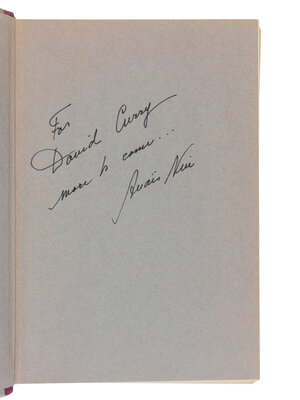 For
David Curry
more to come...
Anaïs Nin